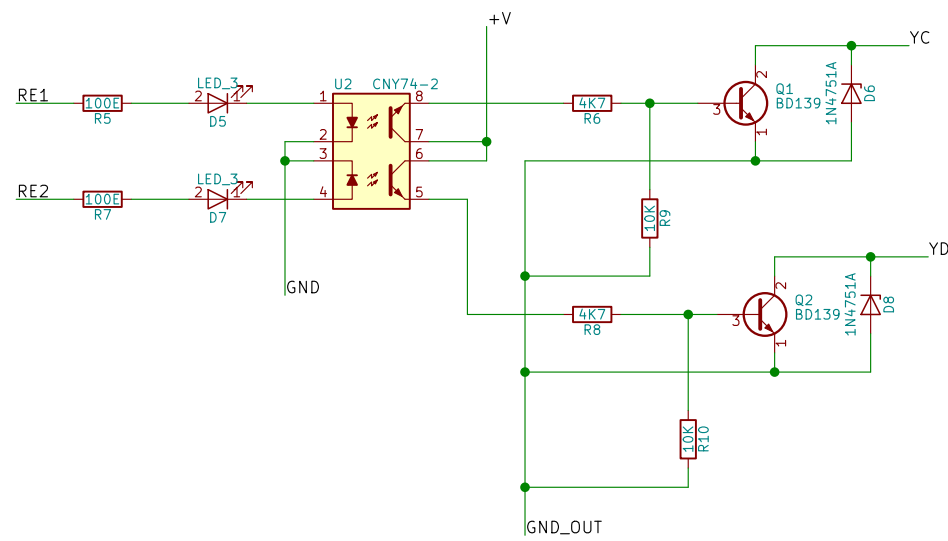 +V
YC
RE1
100E
R5
LED_3
2
1
D5
U2
CNY74-2
1
2
3
4
8
7
6
5
4K7
R6
3
2
1
Q1
BD139
1N4751A
D6
RE2
100E
R7
LED_3
2
1
D7
10K
R9
GND
YD
4K7
R8
3
2
1
Q2
BD139
1N4751A
D8
10K
R10
GND_OUT